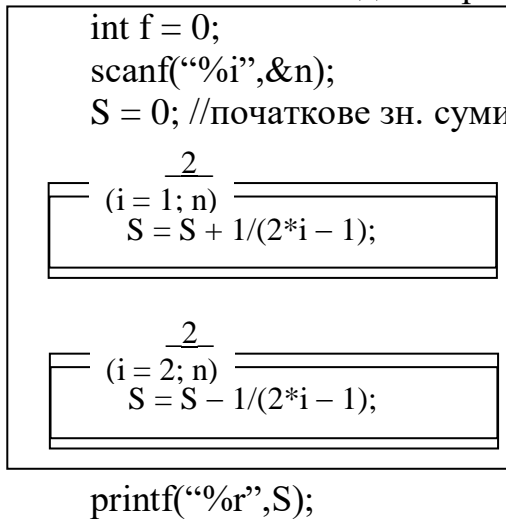 int f = 0;
scanf(“%i”,&n);
S = 0; //початкове зн. суми
2
(i = 1; n)
S = S + 1/(2*i – 1);
2
(i = 2; n)
S = S – 1/(2*i – 1);
printf(“%r”,S);